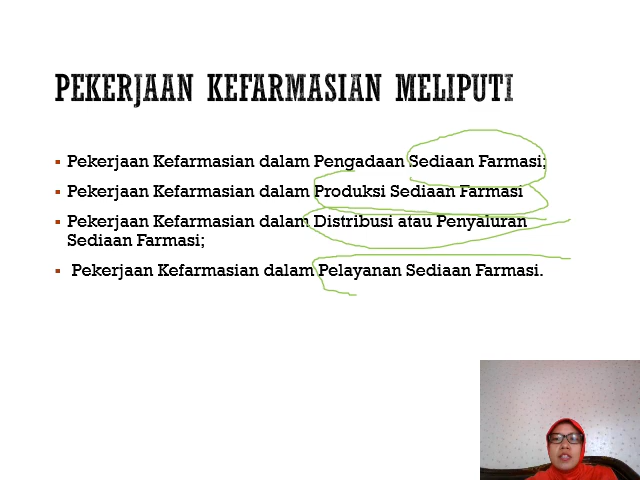 PEKERJAAN KEFARMASIAN MELIPUTI
▪ Pekerjaan Kefarmasian dalam Pengadaan Sediaan Farmasi;
▪ Pekerjaan Kefarmasian dalam Produksi Sediaan Farmasi
▪ Pekerjaan Kefarmasian dalam Distribusi atau Penyaluran
Sediaan Farmasi;
▪ Pekerjaan Kefarmasian dalam Pelayanan Sediaan Farmasi.